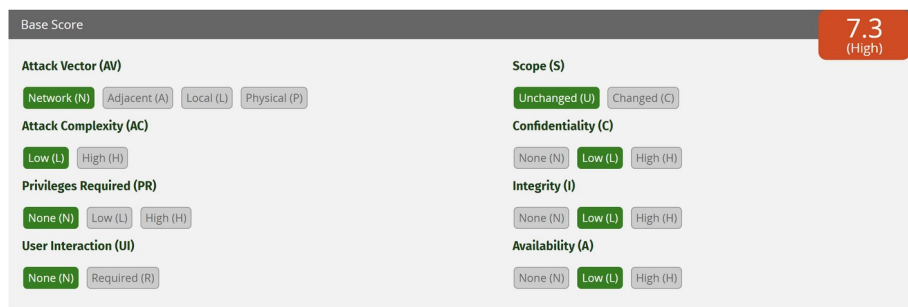 Base Score
7.3
(High)
Attack Vector (AV)
Network (N) Adjacent (A) Local (L) Physical (P)
Attack Complexity (AC)
Low (L) High (H)
Privileges Required (PR)
None (N) Low (L) High (H)
User Interaction (UI)
None (N) Required (R)
Scope (S)
Unchanged (U) Changed (C)
Confidentiality (C)
None (N) Low (L) High (H)
Integrity (I)
None (N) Low (L) High (H)
Availability (A)
None (N) Low (L) High (H)